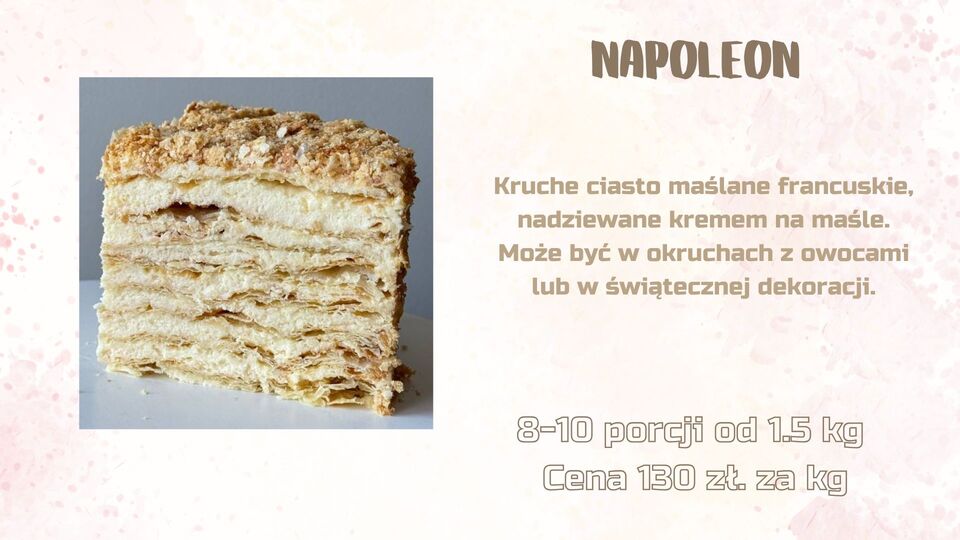 NAPOLEON
Kruche ciasto maślane francuskie,
nadziewane kremem na maśle.
Może być w okruchach z owocami
lub w świątecznej dekoracji.
8-10 porcji od 1.5 kg
Cena 130 zł. za kg